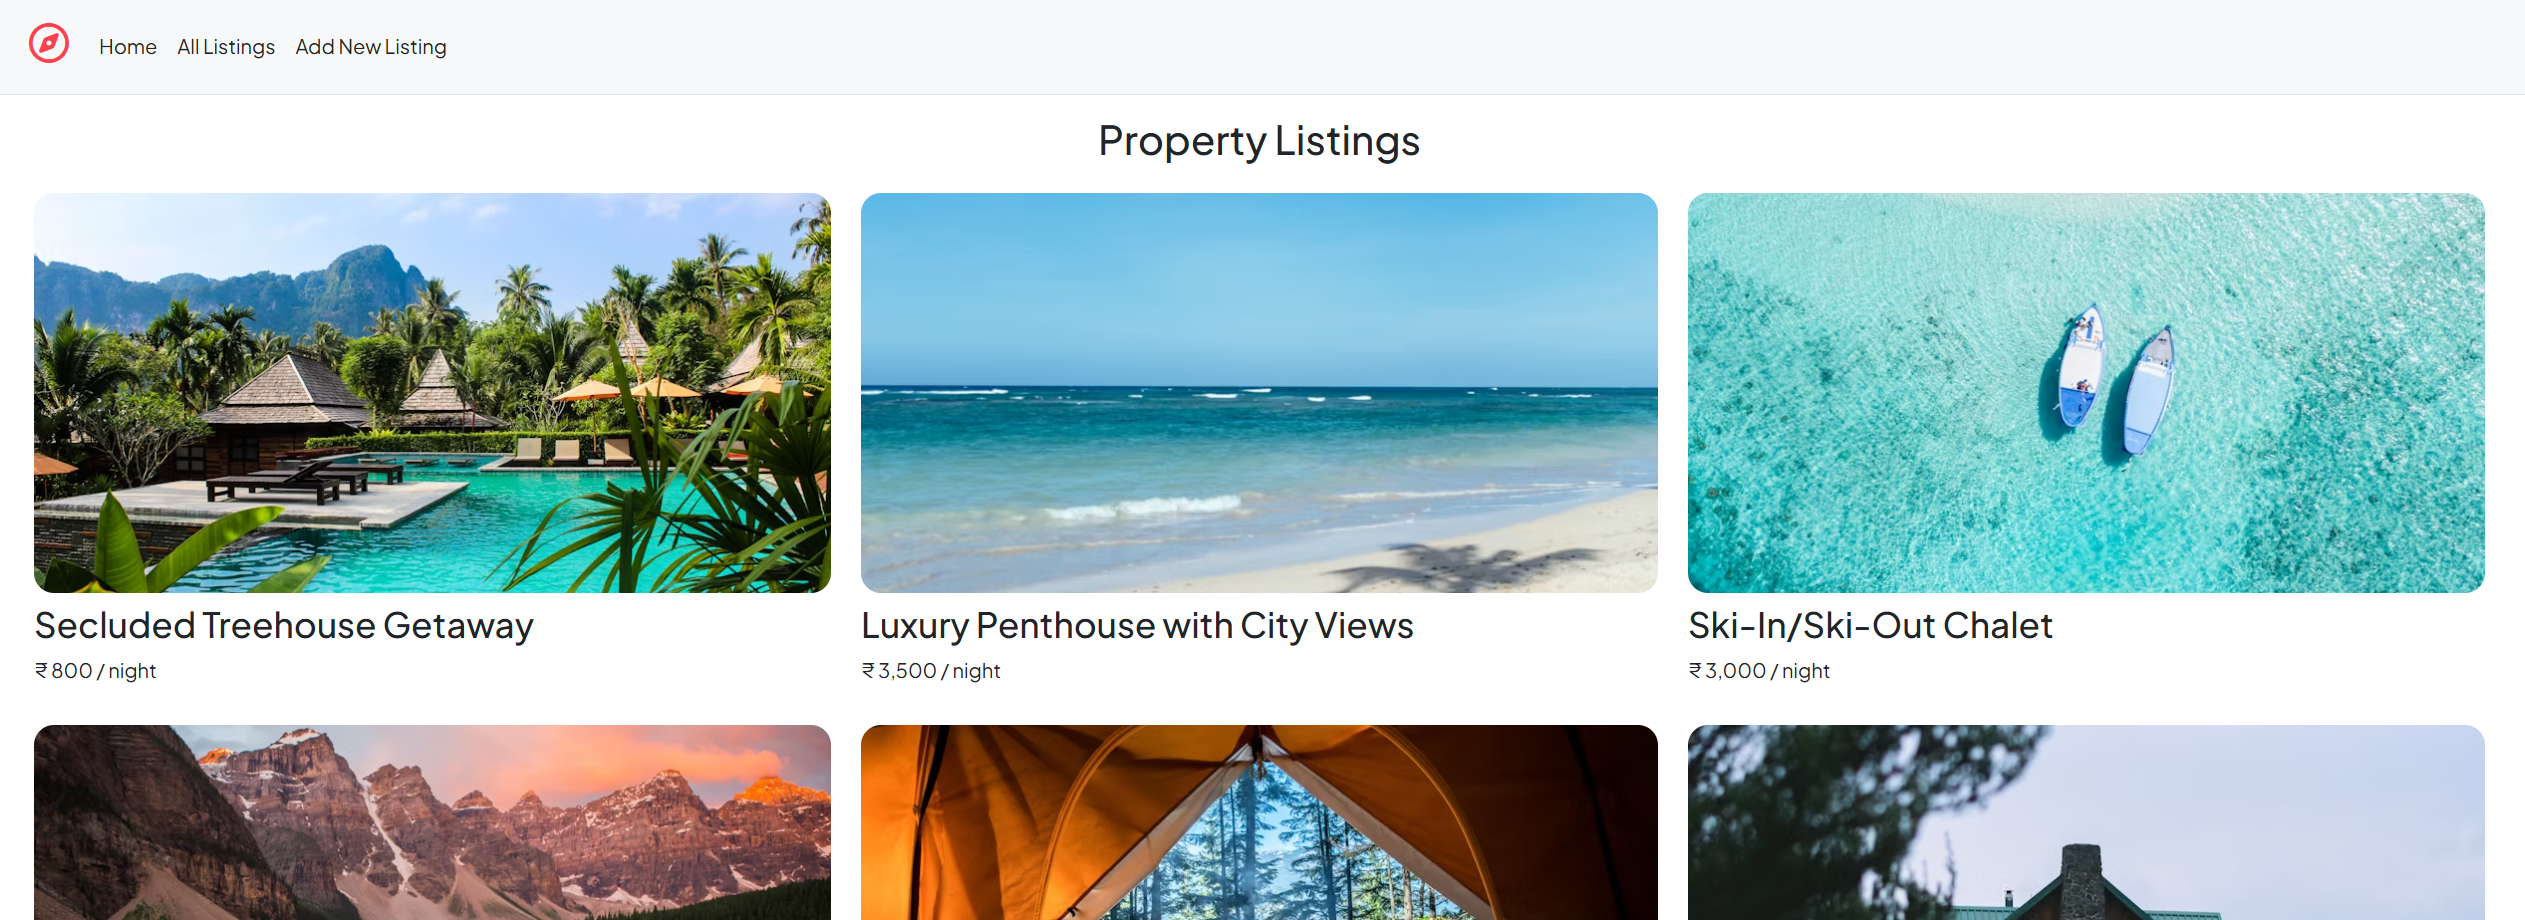 Home All Listings Add New Listing
Property Listings
Secluded Treehouse Getaway
₹ 800 / night
Luxury Penthouse with City Views
₹ 3,500 / night
Ski-In/Ski-Out Chalet
₹ 3,000 / night